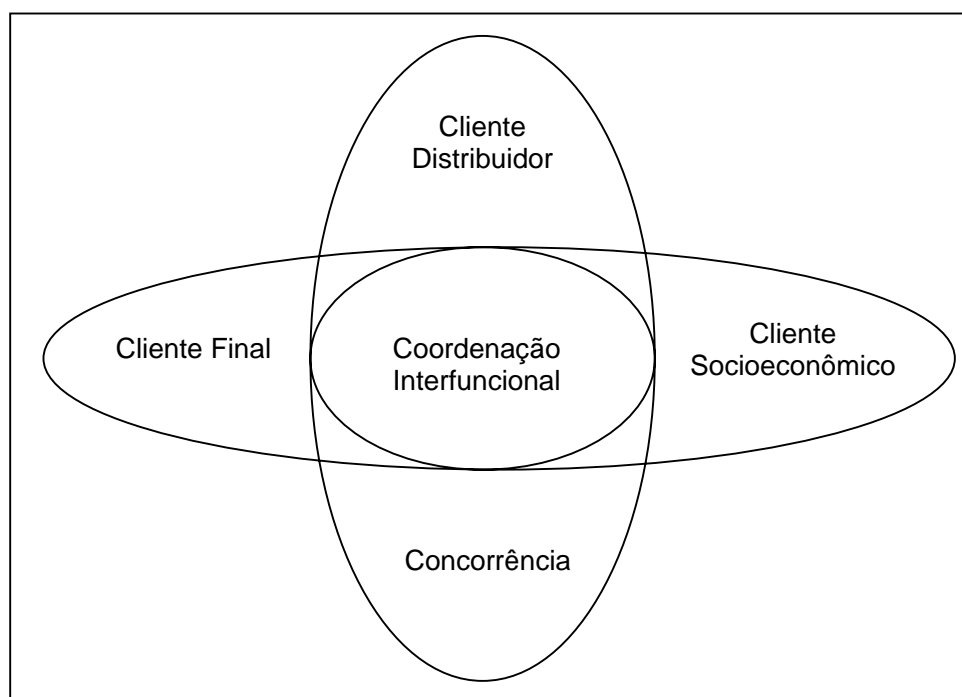 Cliente
Distribuidor
Cliente Final
Coordenação
Interfuncional
Cliente
Socioeconômico
Concorrência